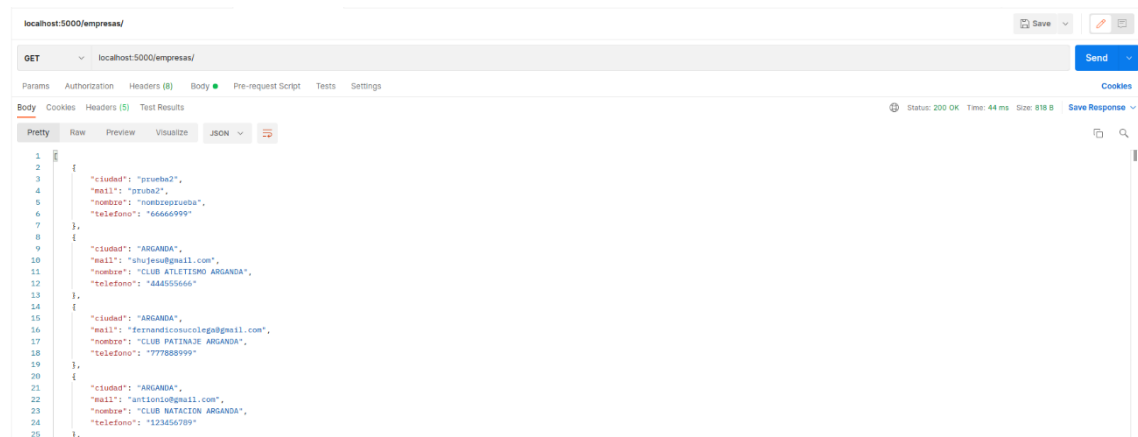 localhost:5000/empresas/ Save
GET localhost:5000/empresas/ Send
Params Authorization Headers (8) Body Pre-request Script Tests Settings Cookies
Body Cookies Headers (5) Test Results Status: 200 OK Time: 44 ms Size: 818 B Save Response
Pretty Raw Preview Visualize JSON
1 [
2 {
3 "ciudad": "prueba2",
4 "mail": "pruba2",
5 "nombre": "nombreprueba",
6 "telefono": "66666999"
7 },
8 {
9 "ciudad": "ARGANDA",
10 "mail": "shujesu@gmail.com",
11 "nombre": "CLUB ATLETISMO ARGANDA",
12 "telefono": "444555666"
13 },
14 {
15 "ciudad": "ARGANDA",
16 "mail": "fernandicosucolega@gmail.com",
17 "nombre": "CLUB PATINAJE ARGANDA",
18 "telefono": "777888999"
19 },
20 {
21 "ciudad": "ARGANDA",
22 "mail": "antionio@gmail.com",
23 "nombre": "CLUB NATACION ARGANDA",
24 "telefono": "123456789"
25 },